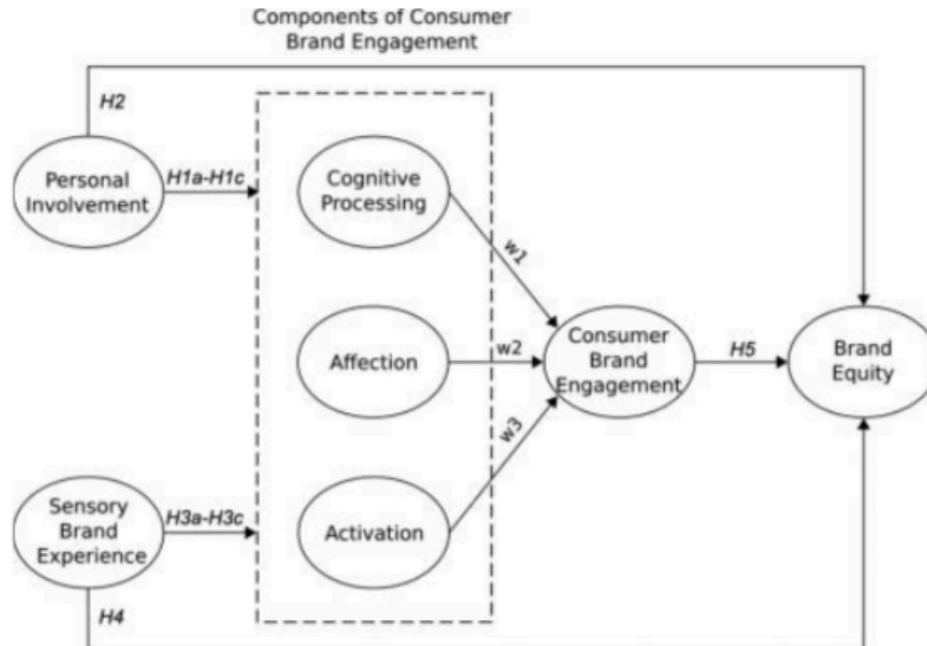 Components of Consumer
Brand Engagement
H2
Personal
Involvement
H1a-H1c
Cognitive
Processing
w1
Affection
w2
Consumer
Brand
Engagement
H5
Brand
Equity
w3
Sensory
Brand
Experience
H3a-H3c
Activation
H4